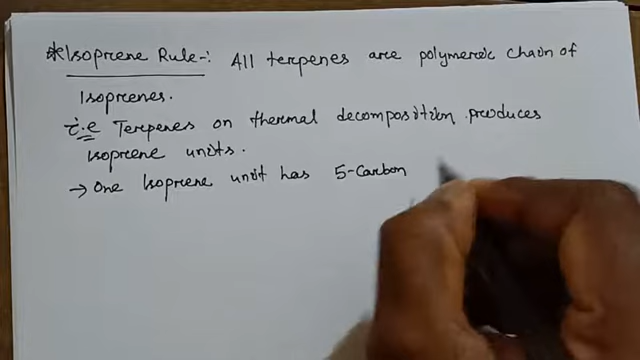 *Isoprene Rule-: All terpenes are polymeric chain of
Isoprenes.
i.e Terpenes on thermal decomposition produces
isoprene units.
→ One Isoprene unit has 5-Carbon